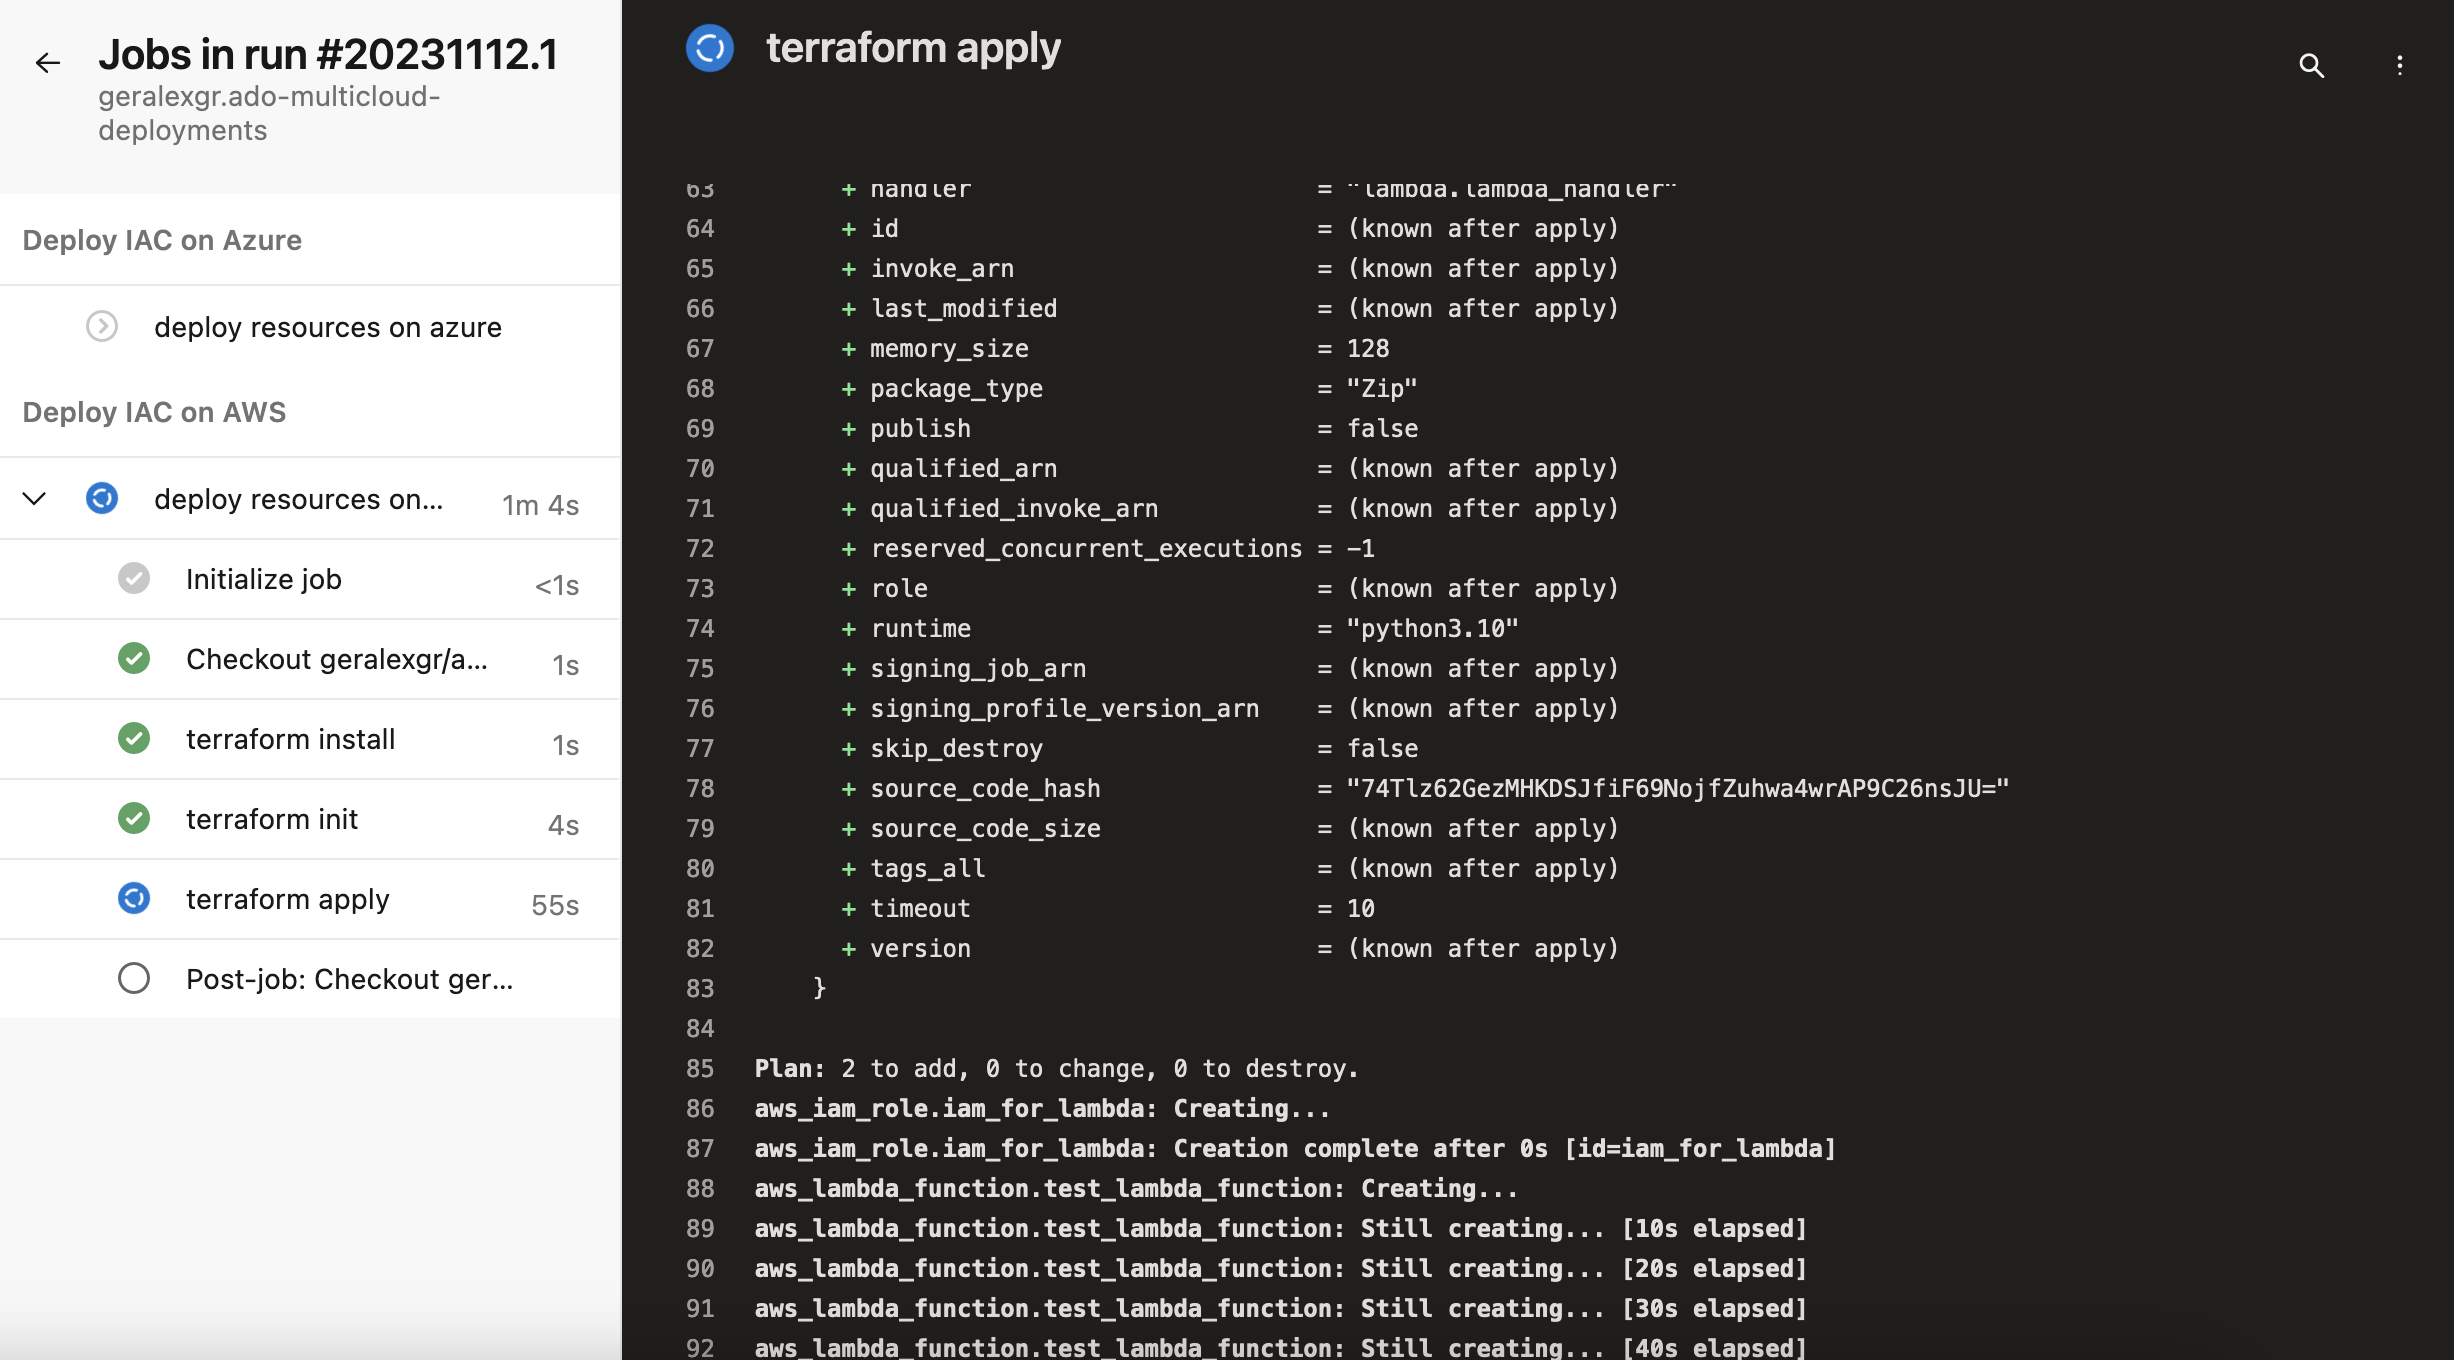 Jobs in run #20231112.1
geralexgr.ado-multicloud-
deployments
Deploy IAC on Azure
deploy resources on azure
Deploy IAC on AWS
deploy resources on... 1m 4s
Initialize job <1s
Checkout geralexgr/a... 1s
terraform install 1s
terraform init 4s
terraform apply 55s
Post-job: Checkout ger...
terraform apply
63 + handler = "lambda.lambda_handler"
64 + id = (known after apply)
65 + invoke_arn = (known after apply)
66 + last_modified = (known after apply)
67 + memory_size = 128
68 + package_type = "Zip"
69 + publish = false
70 + qualified_arn = (known after apply)
71 + qualified_invoke_arn = (known after apply)
72 + reserved_concurrent_executions = -1
73 + role = (known after apply)
74 + runtime = "python3.10"
75 + signing_job_arn = (known after apply)
76 + signing_profile_version_arn = (known after apply)
77 + skip_destroy = false
78 + source_code_hash = "74Tlz62GezMHKDSJfiF69NojfZuhwa4wrAP9C26nsJU="
79 + source_code_size = (known after apply)
80 + tags_all = (known after apply)
81 + timeout = 10
82 + version = (known after apply)
83 }
84
85 Plan: 2 to add, 0 to change, 0 to destroy.
86 aws_iam_role.iam_for_lambda: Creating...
87 aws_iam_role.iam_for_lambda: Creation complete after 0s [id=iam_for_lambda]
88 aws_lambda_function.test_lambda_function: Creating...
89 aws_lambda_function.test_lambda_function: Still creating... [10s elapsed]
90 aws_lambda_function.test_lambda_function: Still creating... [20s elapsed]
91 aws_lambda_function.test_lambda_function: Still creating... [30s elapsed]
92 aws_lambda_function.test_lambda_function: Still creating... [40s elapsed]